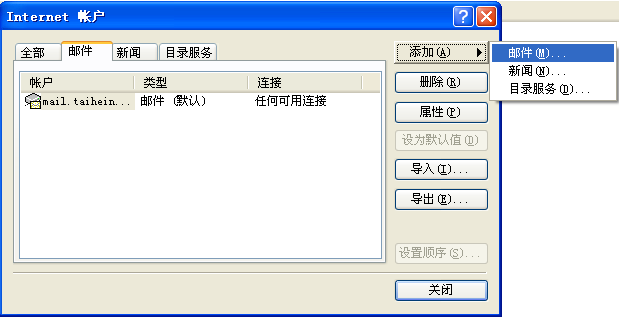 Internet 帐户
全部 邮件 新闻 目录服务
帐户 类型 连接
mail.taihein... 邮件 (默认) 任何可用连接
添加(A)
删除(R)
属性(P)
设为默认值(D)
导入(I)...
导出(E)...
设置顺序(S)...
关闭
邮件(M)...
新闻(N)...
目录服务(D)...